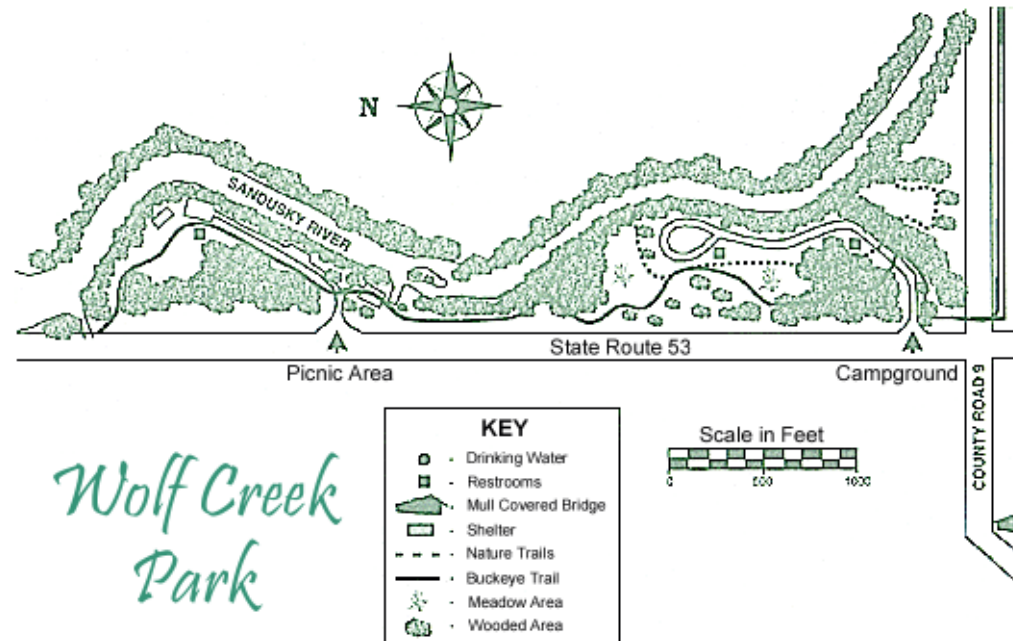 N
SANDUSKY RIVER
State Route 53
Picnic Area
Campground
COUNTY ROAD 9
KEY
- Drinking Water
- Restrooms
- Mull Covered Bridge
- Shelter
- Nature Trails
- Buckeye Trail
- Meadow Area
- Wooded Area
Scale in Feet
0 500 1000
Wolf Creek
Park